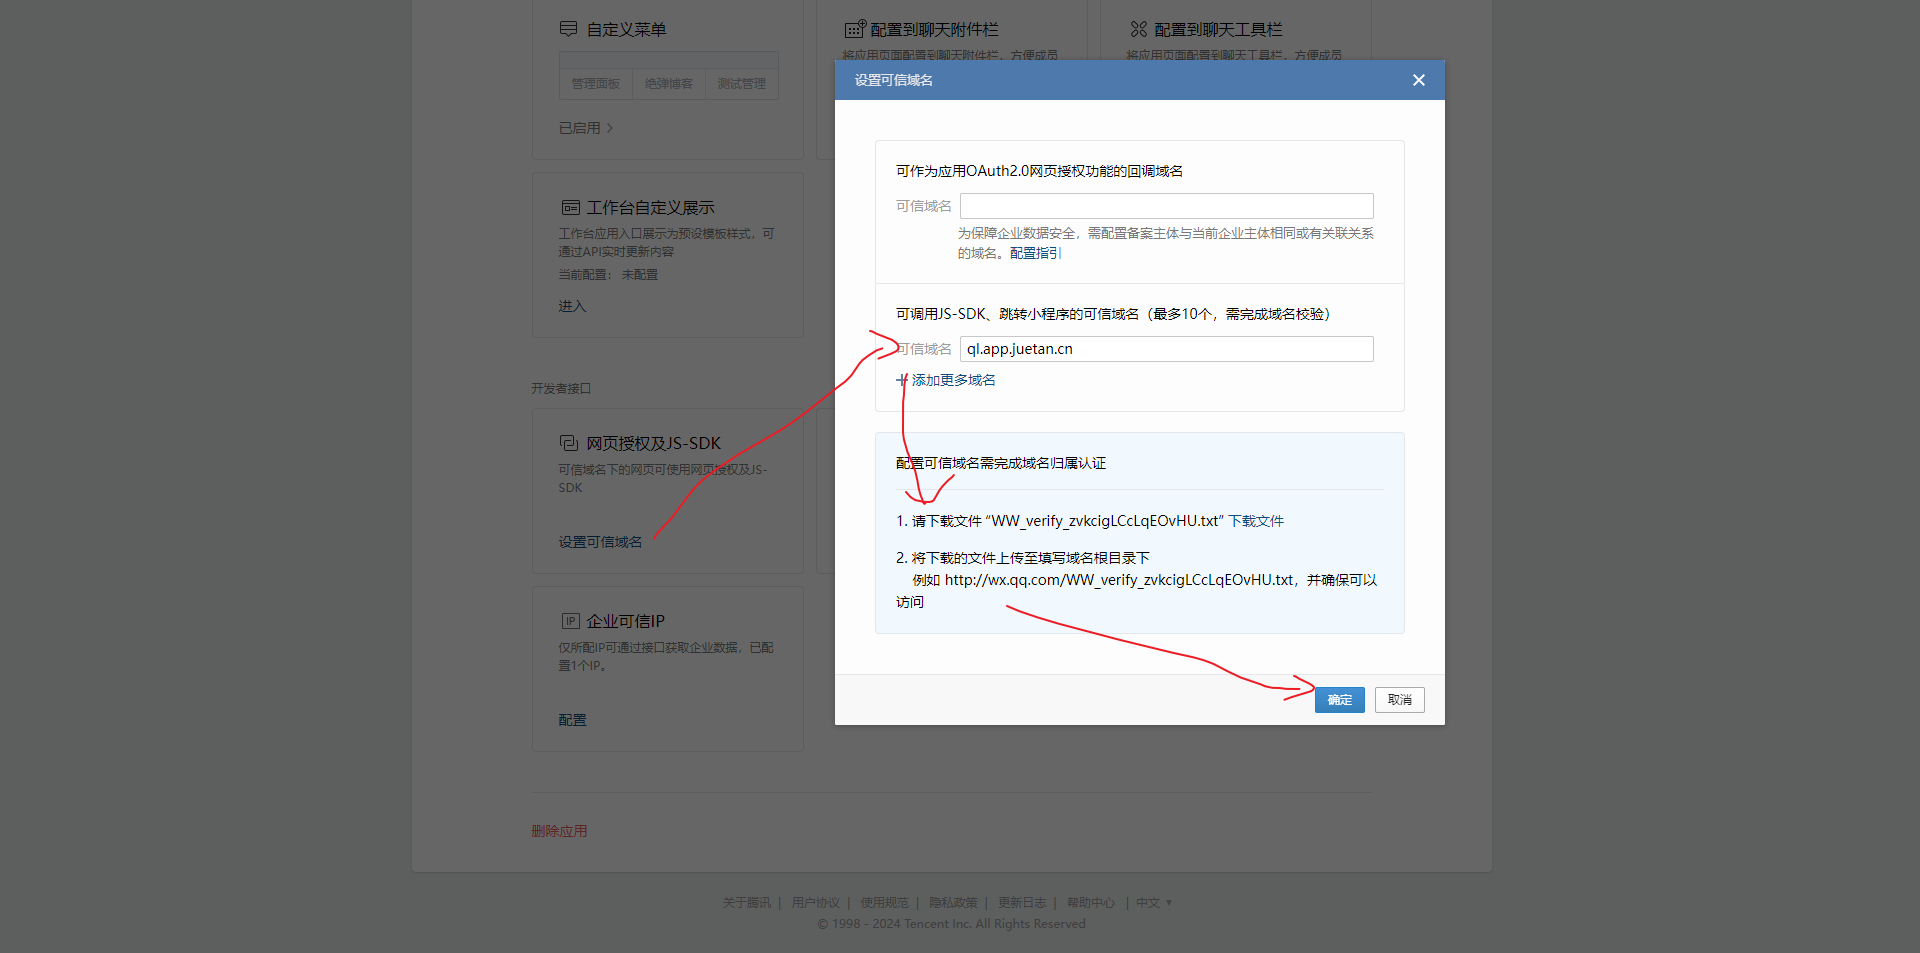 自定义菜单
管理面板 绝弹博客 测试管理
已启用
配置到聊天附件栏
将应用页面配置到聊天附件栏，方便成员
配置到聊天工具栏
将应用页面配置到聊天工具栏，方便成员
工作台自定义展示
工作台应用入口展示为预设模板样式，可
通过API实时更新内容
当前配置： 未配置
进入
开发者接口
网页授权及JS-SDK
可信域名下的网页可使用网页授权及JS-
SDK
设置可信域名
IP 企业可信IP
仅所配IP可通过接口获取企业数据，已配
置1个IP。
配置
删除应用
设置可信域名
可作为应用OAuth2.0网页授权功能的回调域名
可信域名
为保障企业数据安全，需配置备案主体与当前企业主体相同或有关联关系
的域名。配置指引
可调用JS-SDK、跳转小程序的可信域名（最多10个，需完成域名校验）
可信域名 ql.app.juetan.cn
添加更多域名
配置可信域名需完成域名归属认证
1. 请下载文件 “WW_verify_zvkcigLCcLqEOvHU.txt” 下载文件
2. 将下载的文件上传至填写域名根目录下
例如 http://wx.qq.com/WW_verify_zvkcigLCcLqEOvHU.txt，并确保可以
访问
确定 取消
关于腾讯 | 用户协议 | 使用规范 | 隐私政策 | 更新日志 | 帮助中心 | 中文
© 1998 - 2024 Tencent Inc. All Rights Reserved